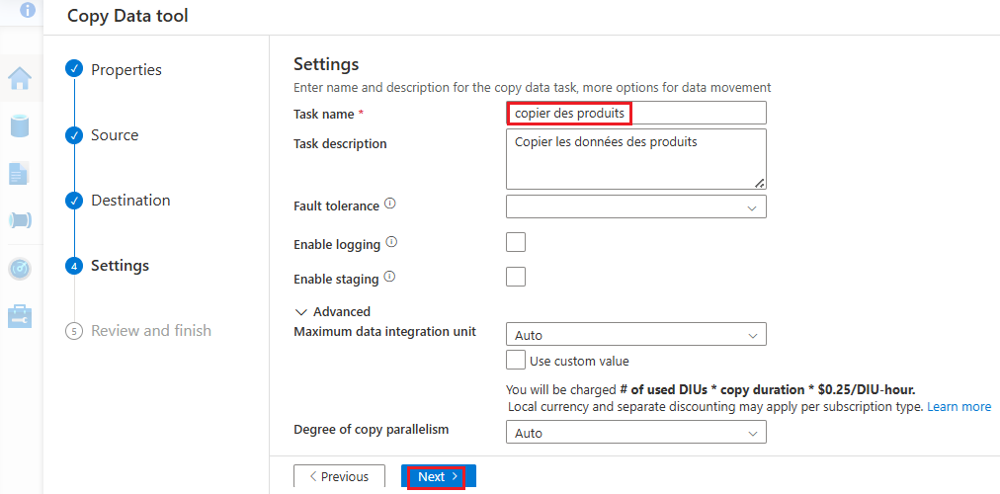 Copy Data tool
Properties
Source
Destination
4 Settings
5 Review and finish
Settings
Enter name and description for the copy data task, more options for data movement
Task name * copier des produits
Task description Copier les données des produits
Fault tolerance
Enable logging
Enable staging
Advanced
Maximum data integration unit Auto
Use custom value
You will be charged # of used DIUs * copy duration * $0.25/DIU-hour.
Local currency and separate discounting may apply per subscription type. Learn more
Degree of copy parallelism Auto
< Previous Next >